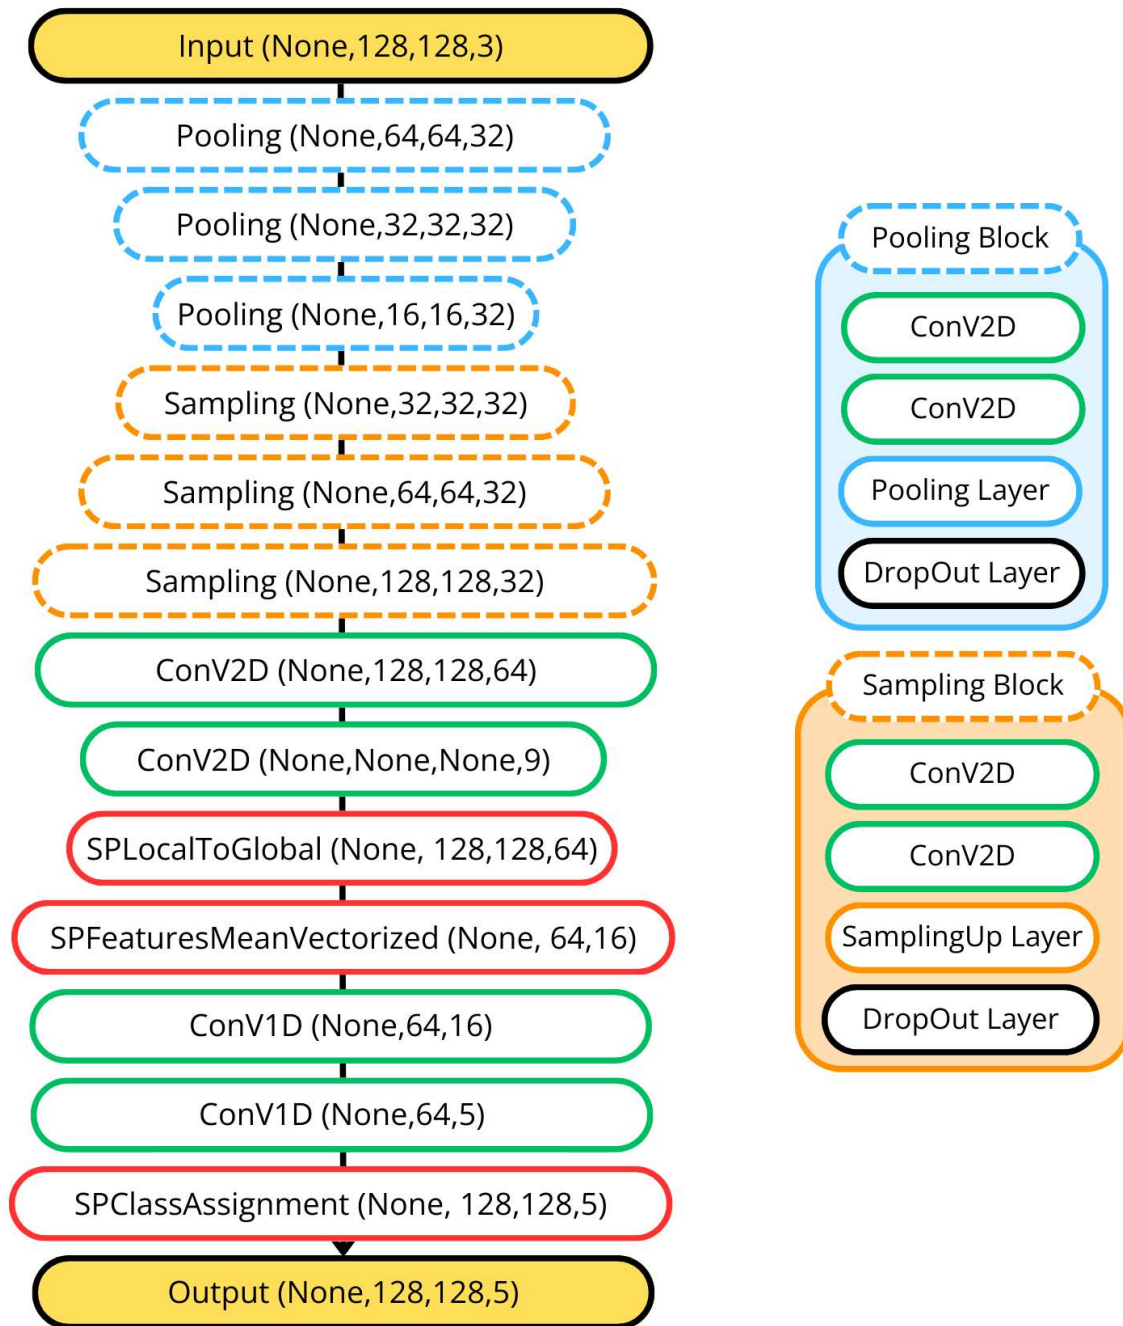 Input (None,128,128,3)
Pooling (None,64,64,32)
Pooling (None,32,32,32)
Pooling (None,16,16,32)
Sampling (None,32,32,32)
Sampling (None,64,64,32)
Sampling (None,128,128,32)
ConV2D (None,128,128,64)
ConV2D (None,None,None,9)
SPLocalToGlobal (None, 128,128,64)
SPFeaturesMeanVectorized (None, 64,16)
ConV1D (None,64,16)
ConV1D (None,64,5)
SPClassAssignment (None, 128,128,5)
Output (None,128,128,5)
Pooling Block
ConV2D
ConV2D
Pooling Layer
DropOut Layer
Sampling Block
ConV2D
ConV2D
SamplingUp Layer
DropOut Layer